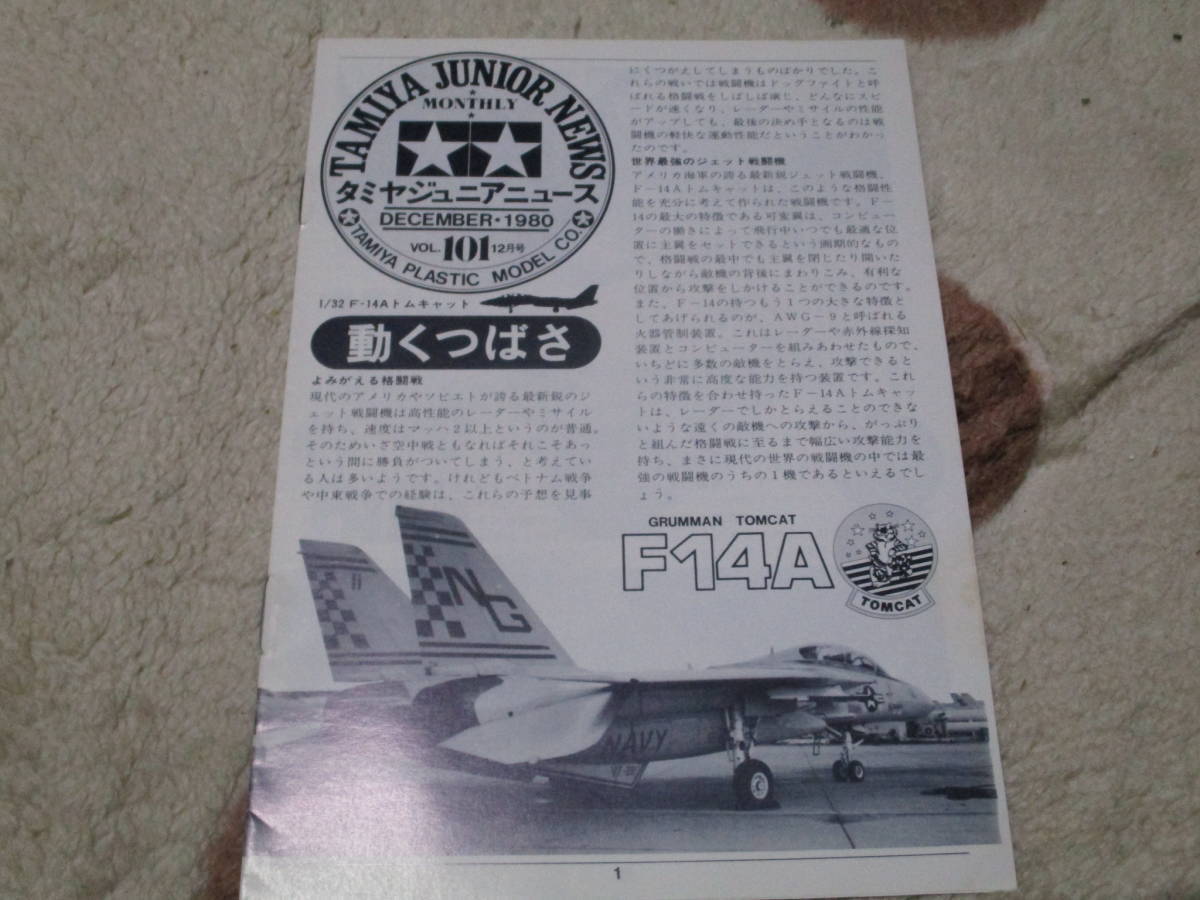 TAMIYA JUNIOR NEWS
MONTHLY
タミヤジュニアニュース
DECEMBER・1980
VOL. 101 12月号
TAMIYA PLASTIC MODEL CO.
1/32 F-14Aトムキャット
動くつばさ
よみがえる格闘戦
現代のアメリカやソビエトが誇る最新鋭のジ
ェット戦闘機は高性能のレーダーやミサイル
を持ち、速度はマッハ2以上というのが普通。
そのためいざ空中戦ともなればそれこそあっ
という間に勝負がついてしまう、と考えてい
る人は多いようです。けれどもベトナム戦争
や中東戦争での経験は、これらの予想を見事
にくつがえしてしまうものばかりでした。こ
れらの戦いでは戦闘機はドッグファイトと呼
ばれる格闘戦をしばしば演じ、どんなにスピ
ードが速くなり、レーダーやミサイルの性能
がアップしても、最後の決め手となるのは戦
闘機の軽快な運動性能だということがわかっ
たのです。
世界最強のジェット戦闘機
アメリカ海軍の誇る最新鋭ジェット戦闘機、
F-14Aトムキャットは、このような格闘性
能を充分に考えて作られた戦闘機です。F-
14の最大の特徴である可変翼は、コンピュー
ターの働きによって飛行中いつでも最適な位
置に主翼をセットできるという画期的なもの
で、格闘戦の最中でも主翼を閉じたり開いた
りしながら敵機の背後にまわりこみ、有利な
位置から攻撃をしかけることができるのです。
また、F-14の持つもう1つの大きな特徴と
してあげられるのが、AWG-9と呼ばれる
火器管制装置。これはレーダーや赤外線探知
装置とコンピューターを組みあわせたもので、
いちどに多数の敵機をとらえ、攻撃できると
いう非常に高度な能力を持つ装置です。これ
らの特徴を合わせ持ったF-14Aトムキャッ
トは、レーダーでしかとらえることのできな
いような遠くの敵機への攻撃から、がっぷり
と組んだ格闘戦に至るまで幅広い攻撃能力を
持ち、まさに現代の世界の戦闘機の中では最
強の戦闘機のうちの1機であるといえるでし
ょう。
GRUMMAN TOMCAT
F14A
TOMCAT
NG
NAVY
1